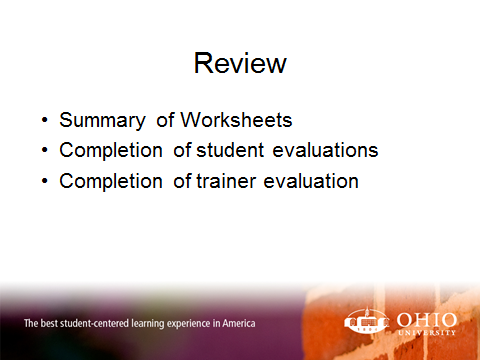 Review
• Summary of Worksheets
• Completion of student evaluations
• Completion of trainer evaluation
The best student-centered learning experience in America
OHIO
UNIVERSITY